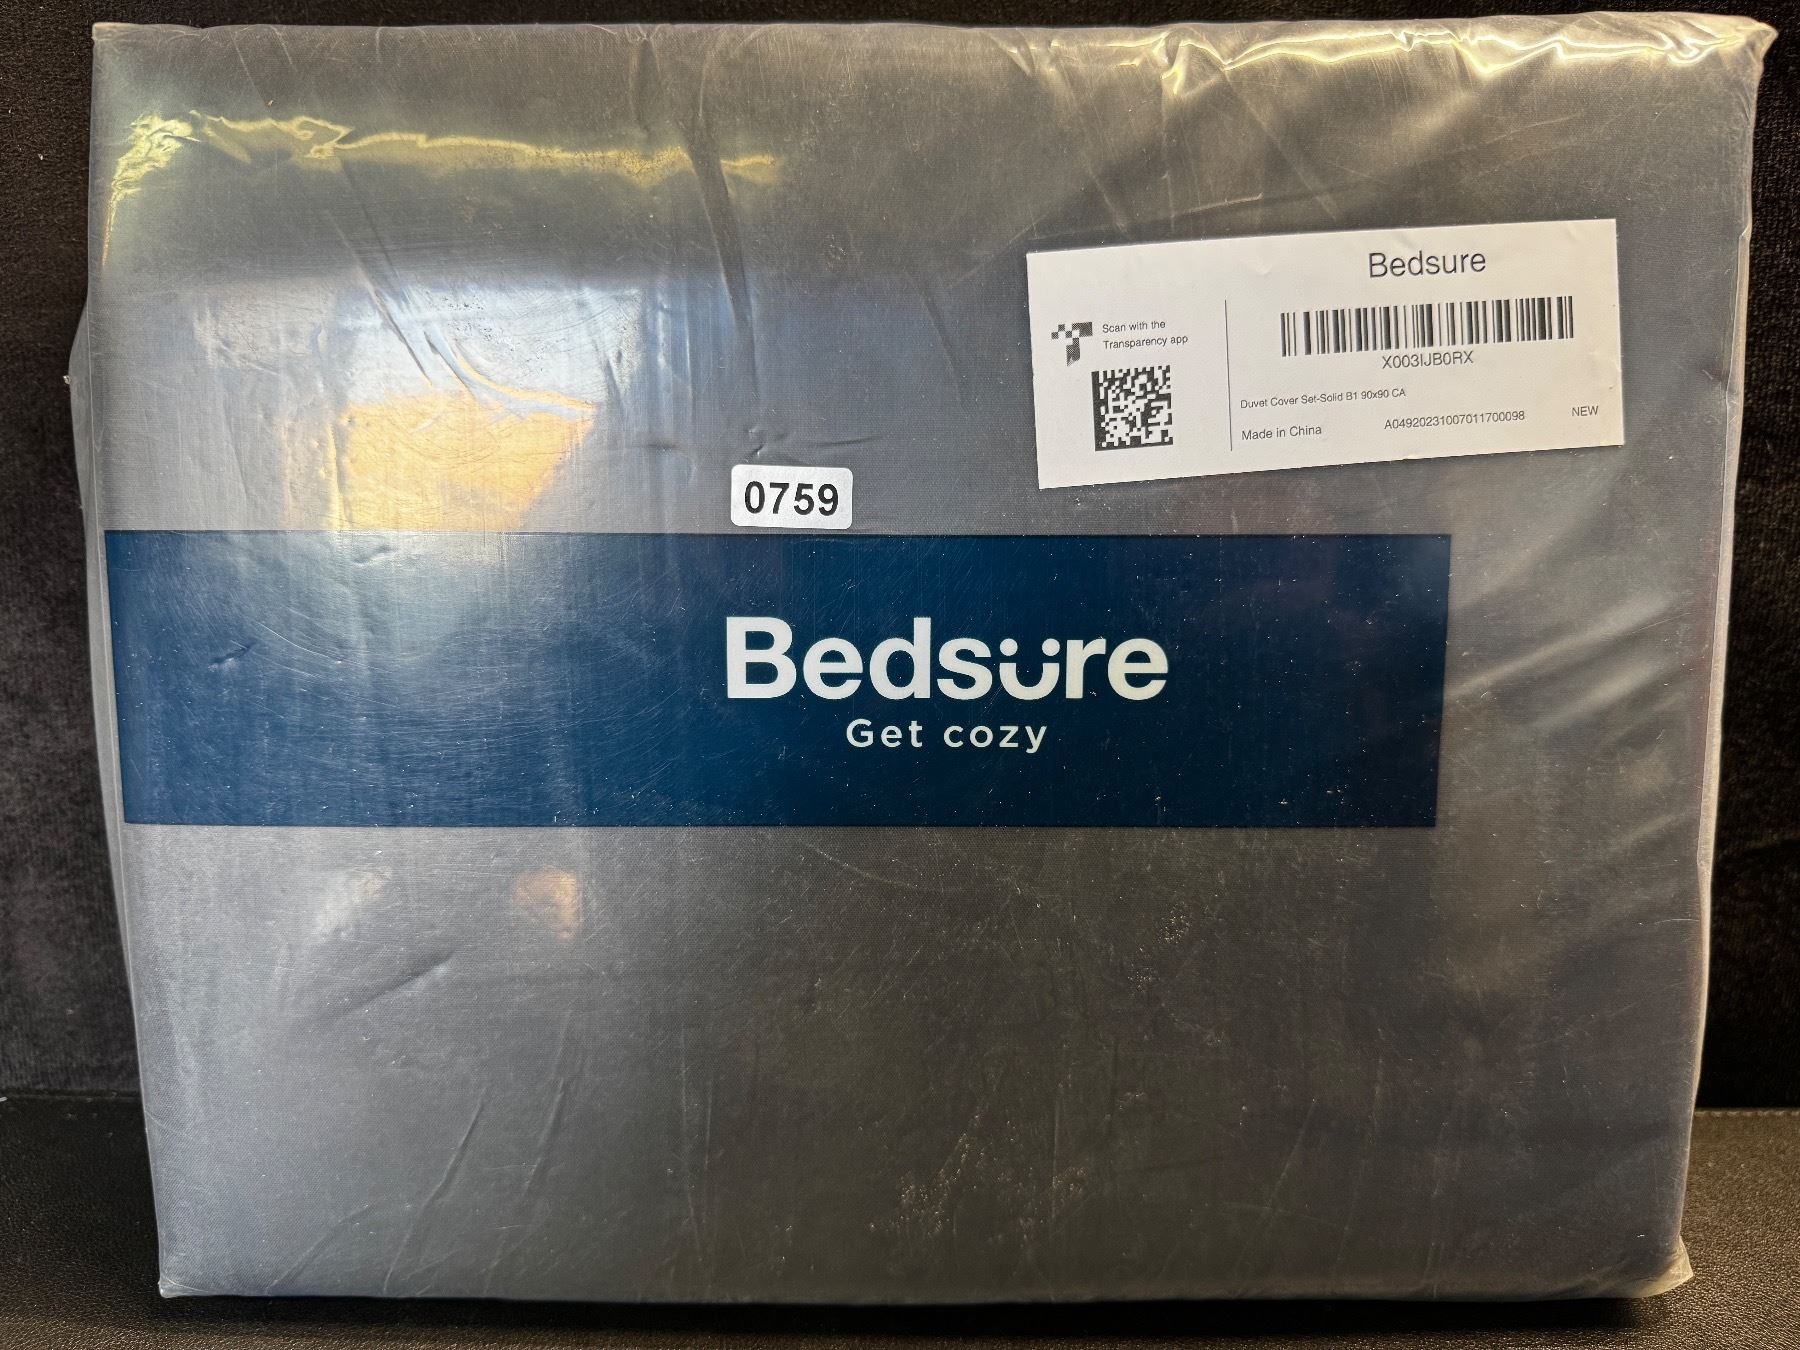 Bedsure
Scan with the
Transparency app
X003IJB0RX
Duvet Cover Set-Solid B1 90x90 CA
Made in China
A04920231007011700098
NEW
0759
Bedsure
Get cozy